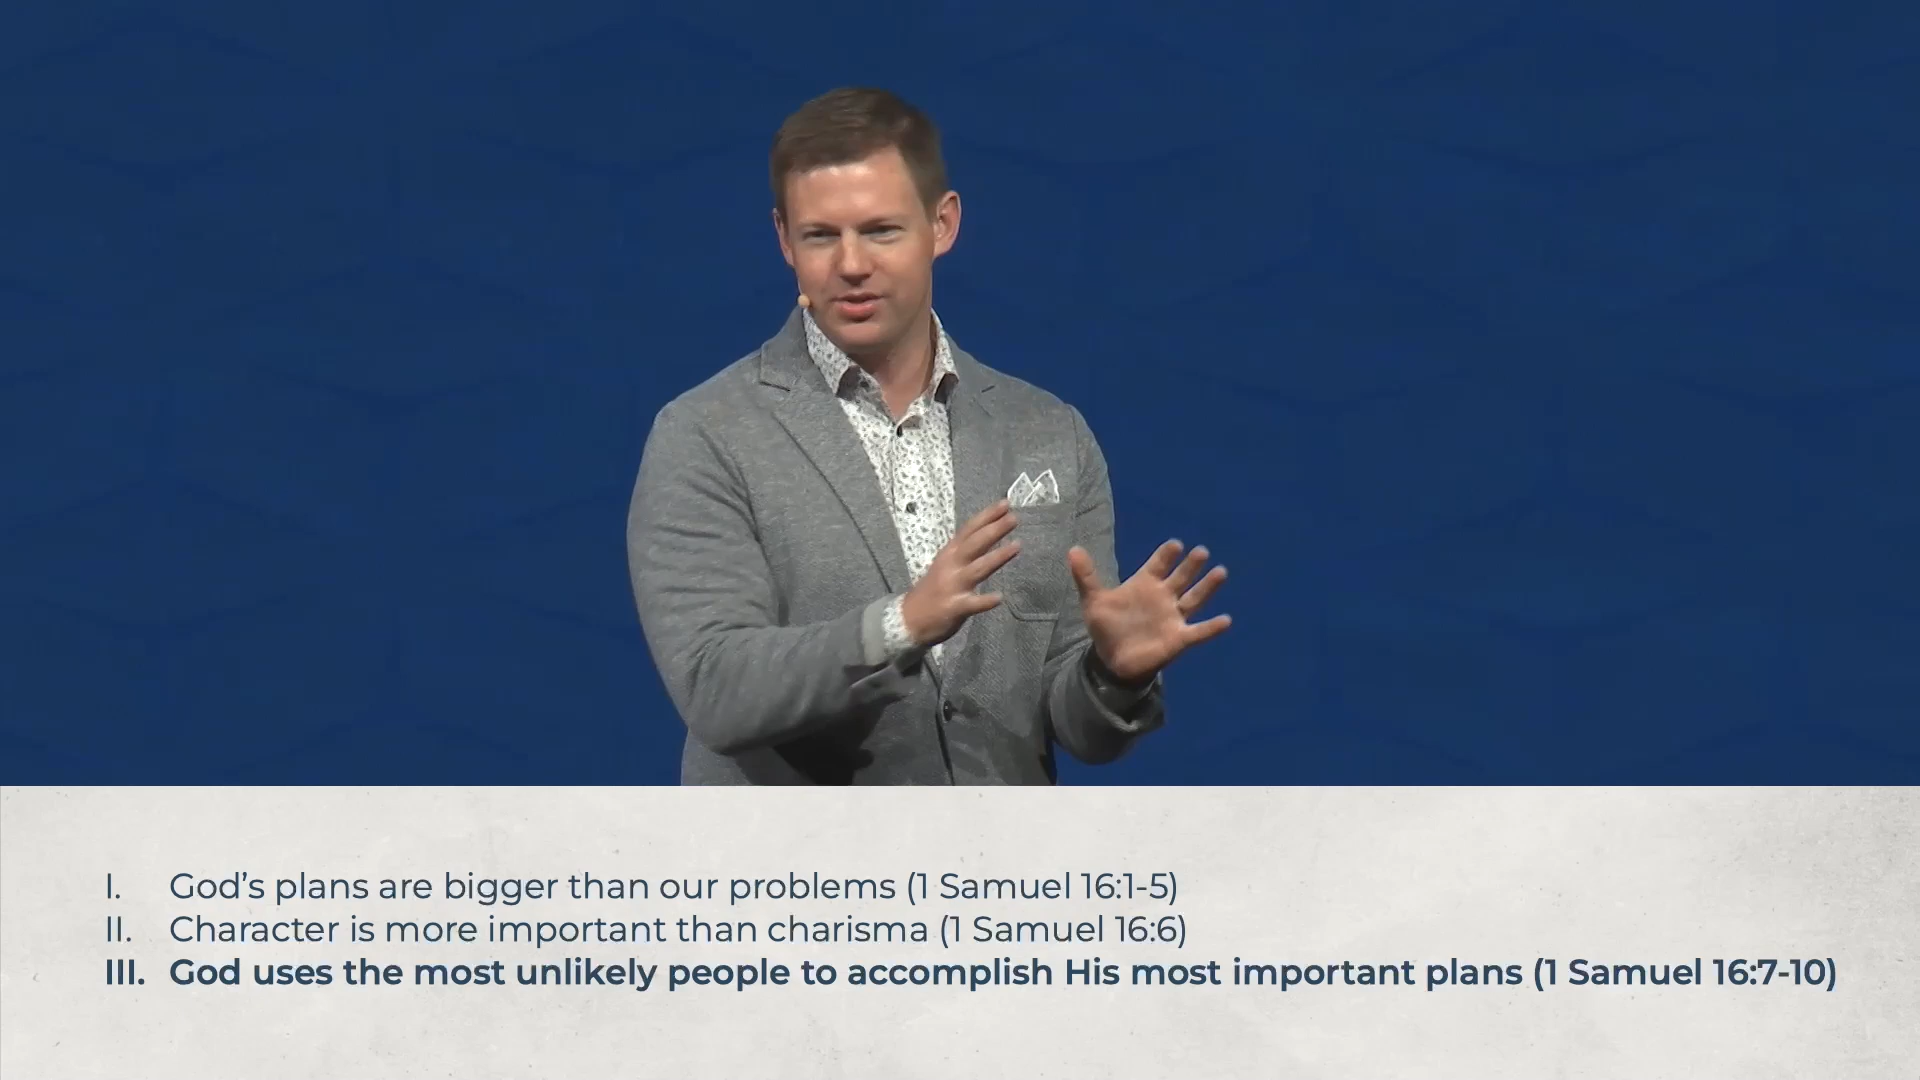 I. God’s plans are bigger than our problems (1 Samuel 16:1-5)
II. Character is more important than charisma (1 Samuel 16:6)
III. God uses the most unlikely people to accomplish His most important plans (1 Samuel 16:7-10)